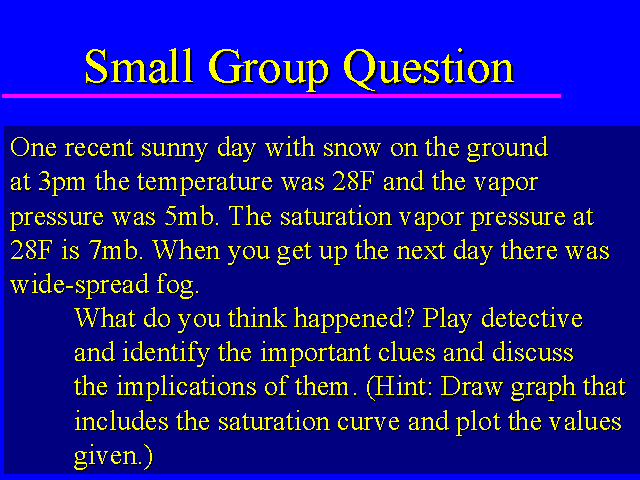 Small Group Question
One recent sunny day with snow on the ground
at 3pm the temperature was 28F and the vapor
pressure was 5mb. The saturation vapor pressure at
28F is 7mb. When you get up the next day there was
wide-spread fog.
What do you think happened? Play detective
and identify the important clues and discuss
the implications of them. (Hint: Draw graph that
includes the saturation curve and plot the values
given.)